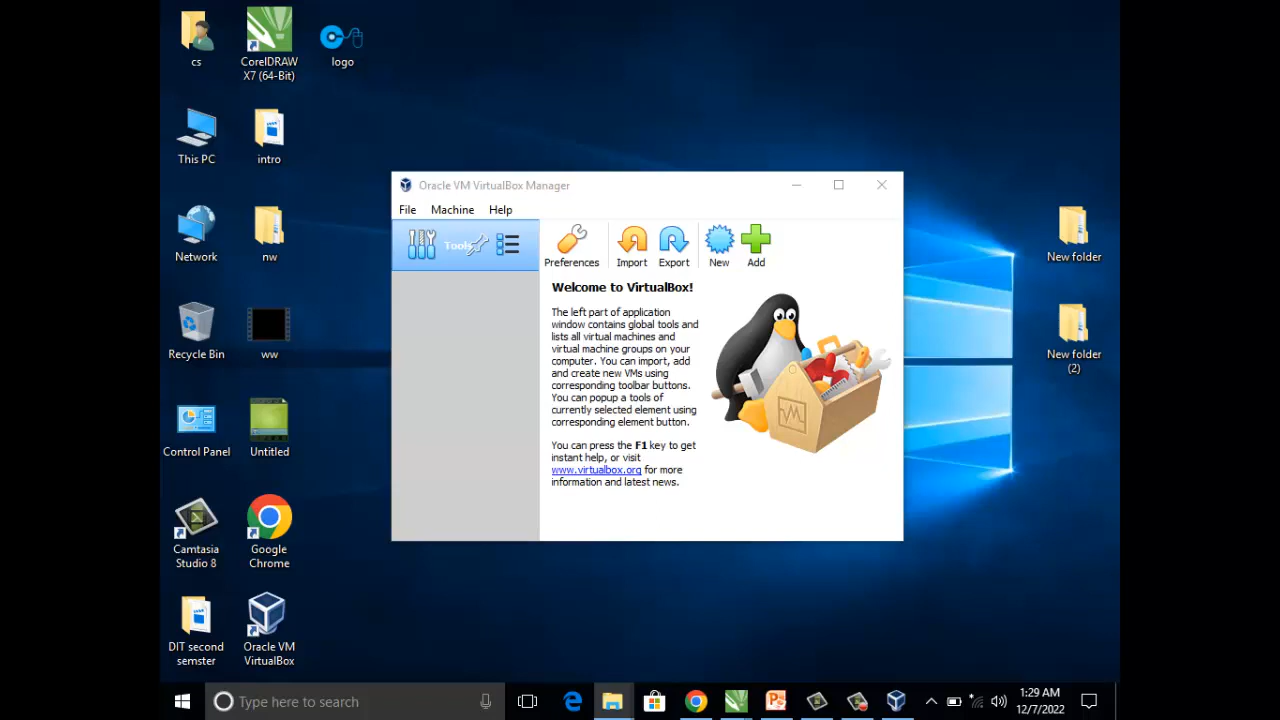 cs
CorelDRAW
X7 (64-Bit)
logo
This PC
intro
Network
nw
Recycle Bin
ww
Control Panel
Untitled
Camtasia
Studio 8
Google
Chrome
DIT second
semster
Oracle VM
VirtualBox
Oracle VM VirtualBox Manager
File
Machine
Help
Tools
Preferences
Import
Export
New
Add
Welcome to VirtualBox!
The left part of application
window contains global tools and
lists all virtual machines and
virtual machine groups on your
computer. You can import, add
and create new VMs using
corresponding toolbar buttons.
You can popup a tools of
currently selected element using
corresponding element button.
You can press the F1 key to get
instant help, or visit
www.virtualbox.org for more
information and latest news.
New folder
New folder
(2)
Type here to search
1:29 AM
12/7/2022